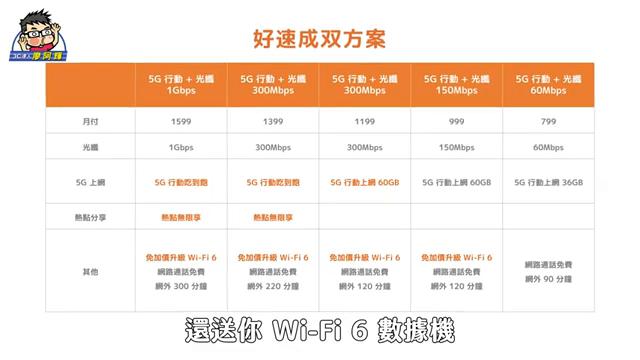 3C達人廖阿輝
好速成双方案
5G 行動 + 光纖 1Gbps
5G 行動 + 光纖 300Mbps
5G 行動 + 光纖 300Mbps
5G 行動 + 光纖 150Mbps
5G 行動 + 光纖 60Mbps
月付 1599 1399 1199 999 799
光纖 1Gbps 300Mbps 300Mbps 150Mbps 60Mbps
5G 上網 5G 行動吃到飽 5G 行動吃到飽 5G 行動上網 60GB 5G 行動上網 60GB 5G 行動上網 36GB
熱點分享 熱點無限享 熱點無限享
其他
免加價升級 Wi-Fi 6
網路通話免費
網外 300 分鐘
免加價升級 Wi-Fi 6
網路通話免費
網外 220 分鐘
免加價升級 Wi-Fi 6
網路通話免費
網外 120 分鐘
免加價升級 Wi-Fi 6
網路通話免費
網外 120 分鐘
網路通話免費
網外 90 分鐘
還送你 Wi-Fi 6 數據機